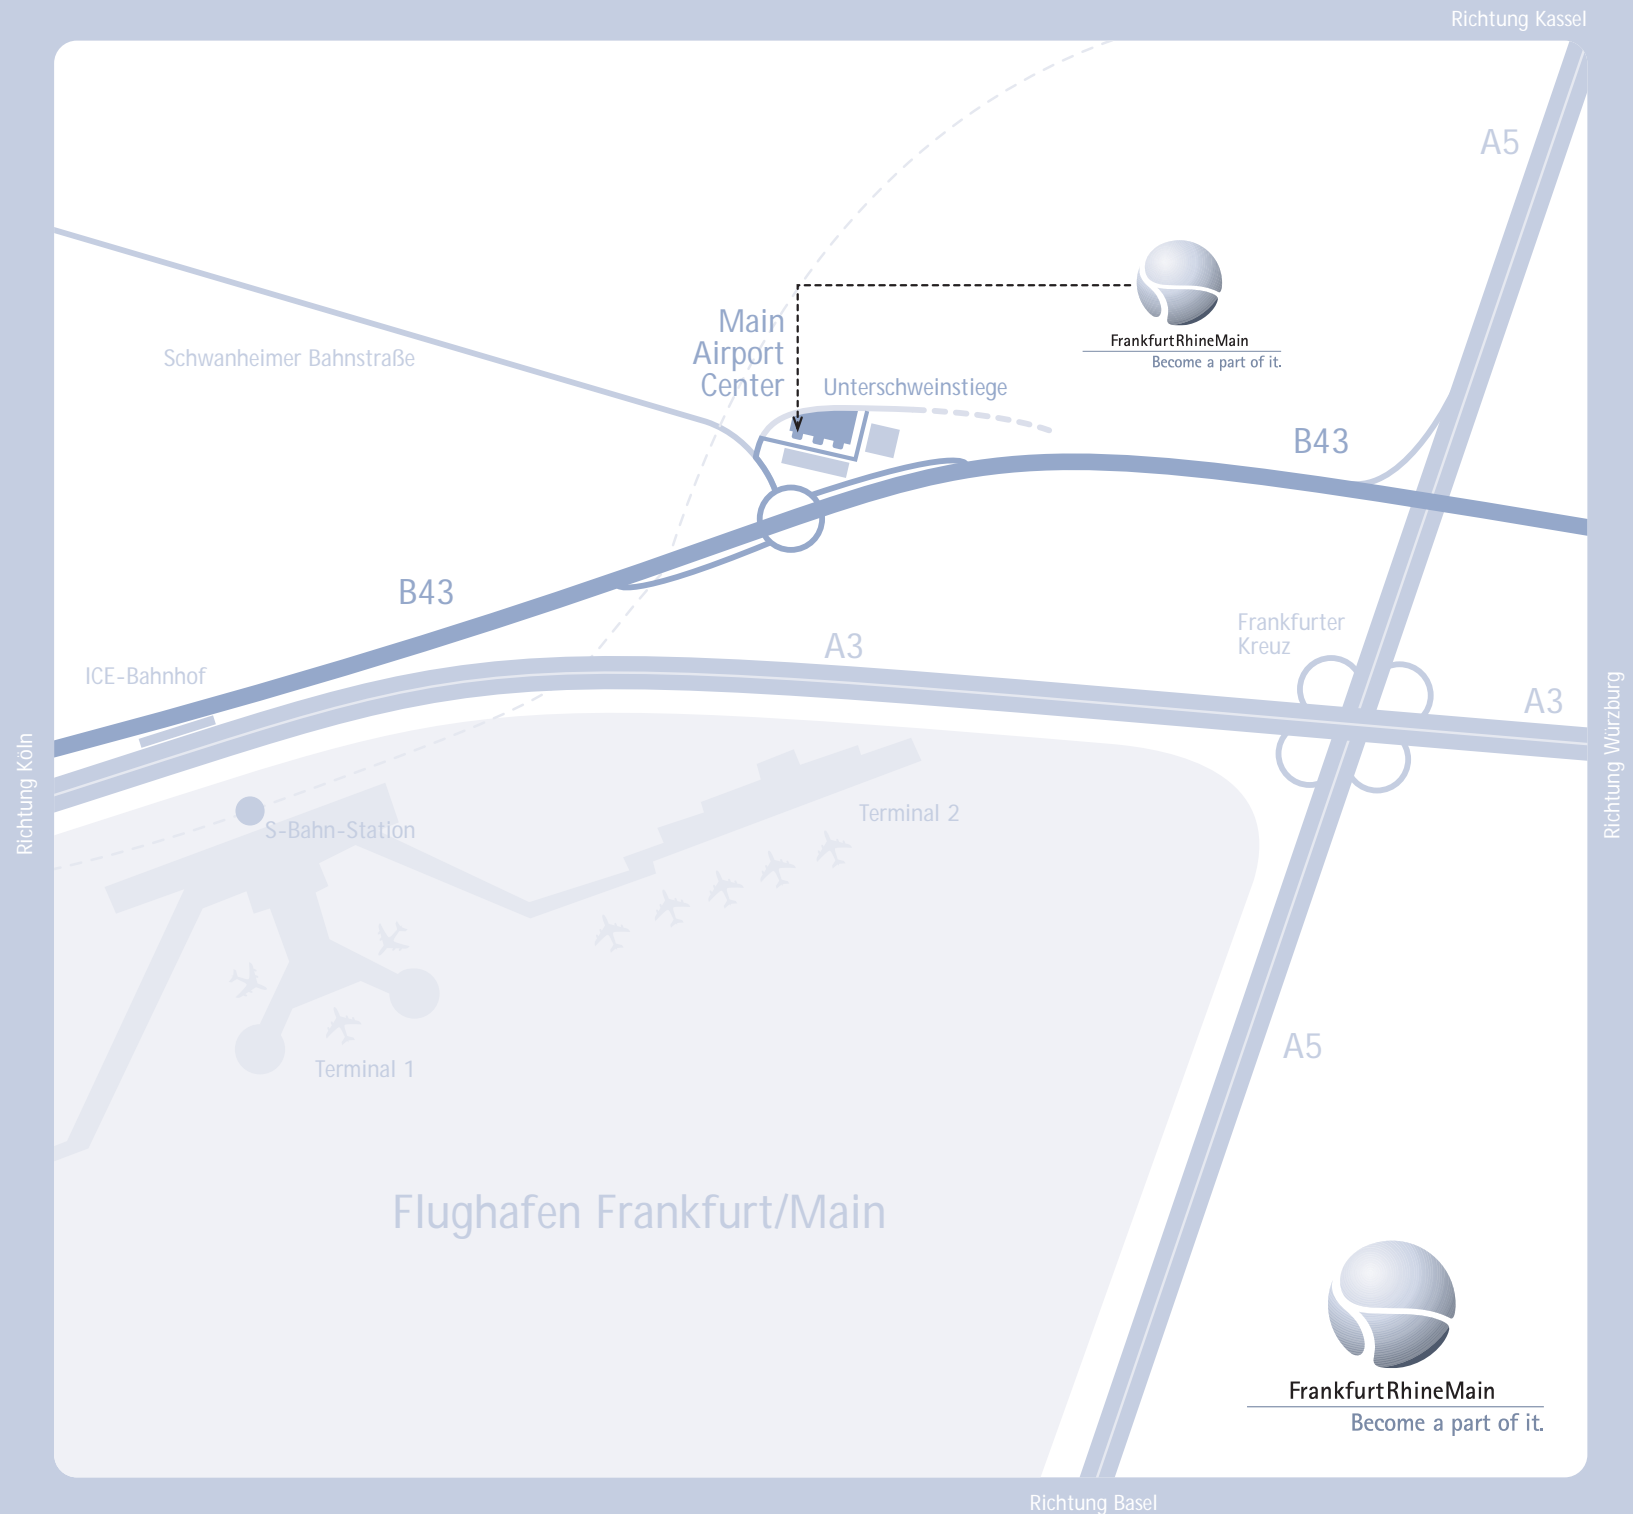 Richtung Kassel
A5
Main
Airport
Center
FrankfurtRhineMain
Become a part of it.
Schwanheimer Bahnstraße
Unterschweinstiege
B43
B43
Frankfurter
Kreuz
A3
ICE-Bahnhof
A3
Richtung Köln
Richtung Würzburg
S-Bahn-Station
Terminal 2
Terminal 1
A5
Flughafen Frankfurt/Main
FrankfurtRhineMain
Become a part of it.
Richtung Basel